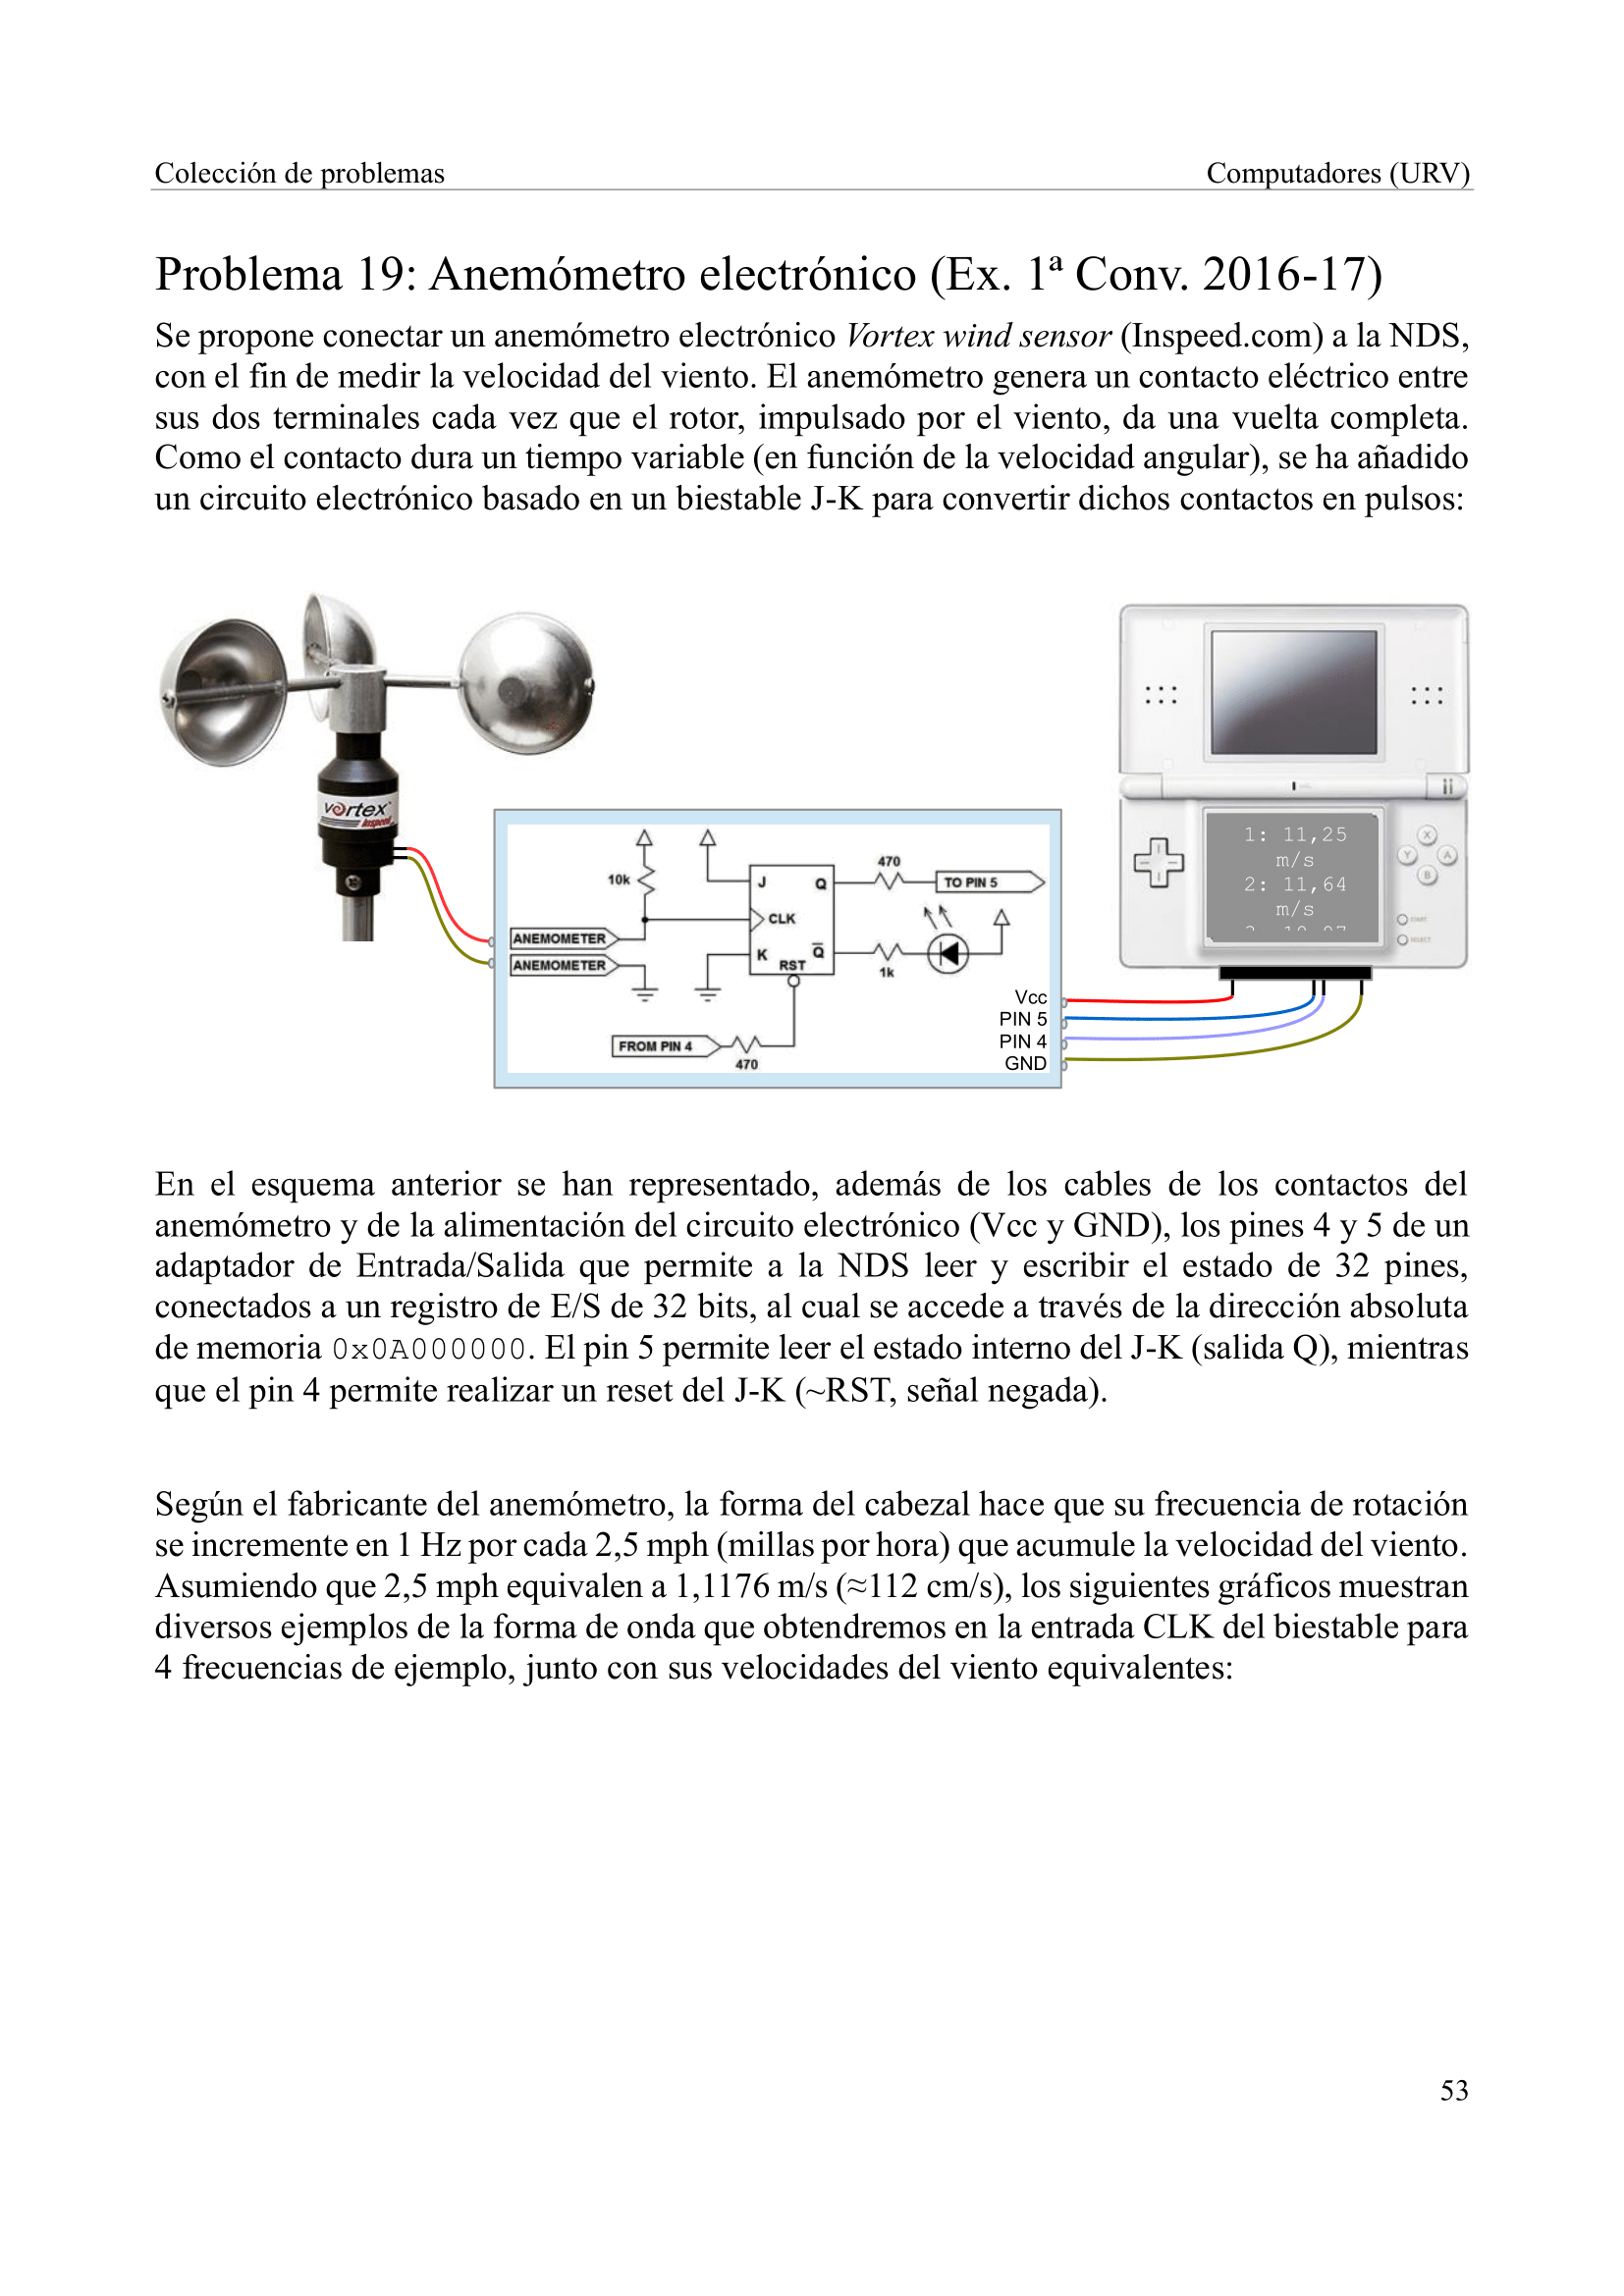 Colección de problemas
Computadores (URV)
Problema 19: Anemómetro electrónico (Ex. 1ª Conv. 2016-17)
Se propone conectar un anemómetro electrónico Vortex wind sensor (Inspeed.com) a la NDS,
con el fin de medir la velocidad del viento. El anemómetro genera un contacto eléctrico entre
sus dos terminales cada vez que el rotor, impulsado por el viento, da una vuelta completa.
Como el contacto dura un tiempo variable (en función de la velocidad angular), se ha añadido
un circuito electrónico basado en un biestable J-K para convertir dichos contactos en pulsos:
vortex
Inspeed
10k
J
Q
470
TO PIN 5
CLK
ANEMOMETER
ANEMOMETER
K
Q
RST
1k
FROM PIN 4
470
Vcc
PIN 5
PIN 4
GND
1: 11,25
m/s
2: 11,64
m/s
X
Y
A
B
START
SELECT
En el esquema anterior se han representado, además de los cables de los contactos del
anemómetro y de la alimentación del circuito electrónico (Vcc y GND), los pines 4 y 5 de un
adaptador de Entrada/Salida que permite a la NDS leer y escribir el estado de 32 pines,
conectados a un registro de E/S de 32 bits, al cual se accede a través de la dirección absoluta
de memoria 0x0A000000. El pin 5 permite leer el estado interno del J-K (salida Q), mientras
que el pin 4 permite realizar un reset del J-K (~RST, señal negada).
Según el fabricante del anemómetro, la forma del cabezal hace que su frecuencia de rotación
se incremente en 1 Hz por cada 2,5 mph (millas por hora) que acumule la velocidad del viento.
Asumiendo que 2,5 mph equivalen a 1,1176 m/s (≈112 cm/s), los siguientes gráficos muestran
diversos ejemplos de la forma de onda que obtendremos en la entrada CLK del biestable para
4 frecuencias de ejemplo, junto con sus velocidades del viento equivalentes:
53